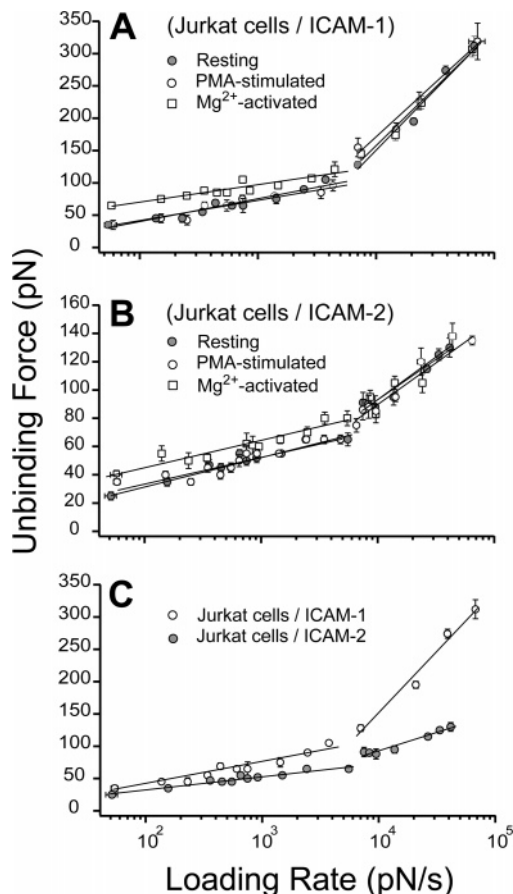 A (Jurkat cells / ICAM-1)
Resting
PMA-stimulated
Mg²⁺-activated
350
300
250
200
150
100
50
0
B (Jurkat cells / ICAM-2)
Resting
PMA-stimulated
Mg²⁺-activated
160
140
120
100
80
60
40
20
0
C
Jurkat cells / ICAM-1
Jurkat cells / ICAM-2
350
300
250
200
150
100
50
0
Unbinding Force (pN)
10² 10³ 10⁴ 10⁵
Loading Rate (pN/s)